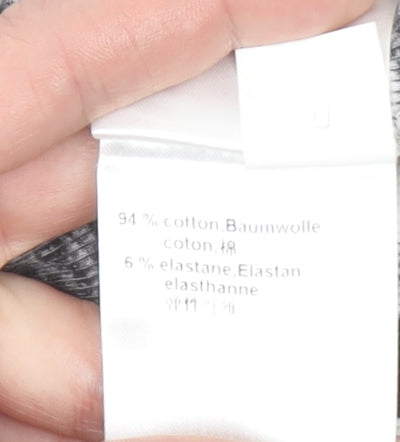 94 % cotton.Baumwolle
coton.棉
6 % elastane.Elastan
elasthanne